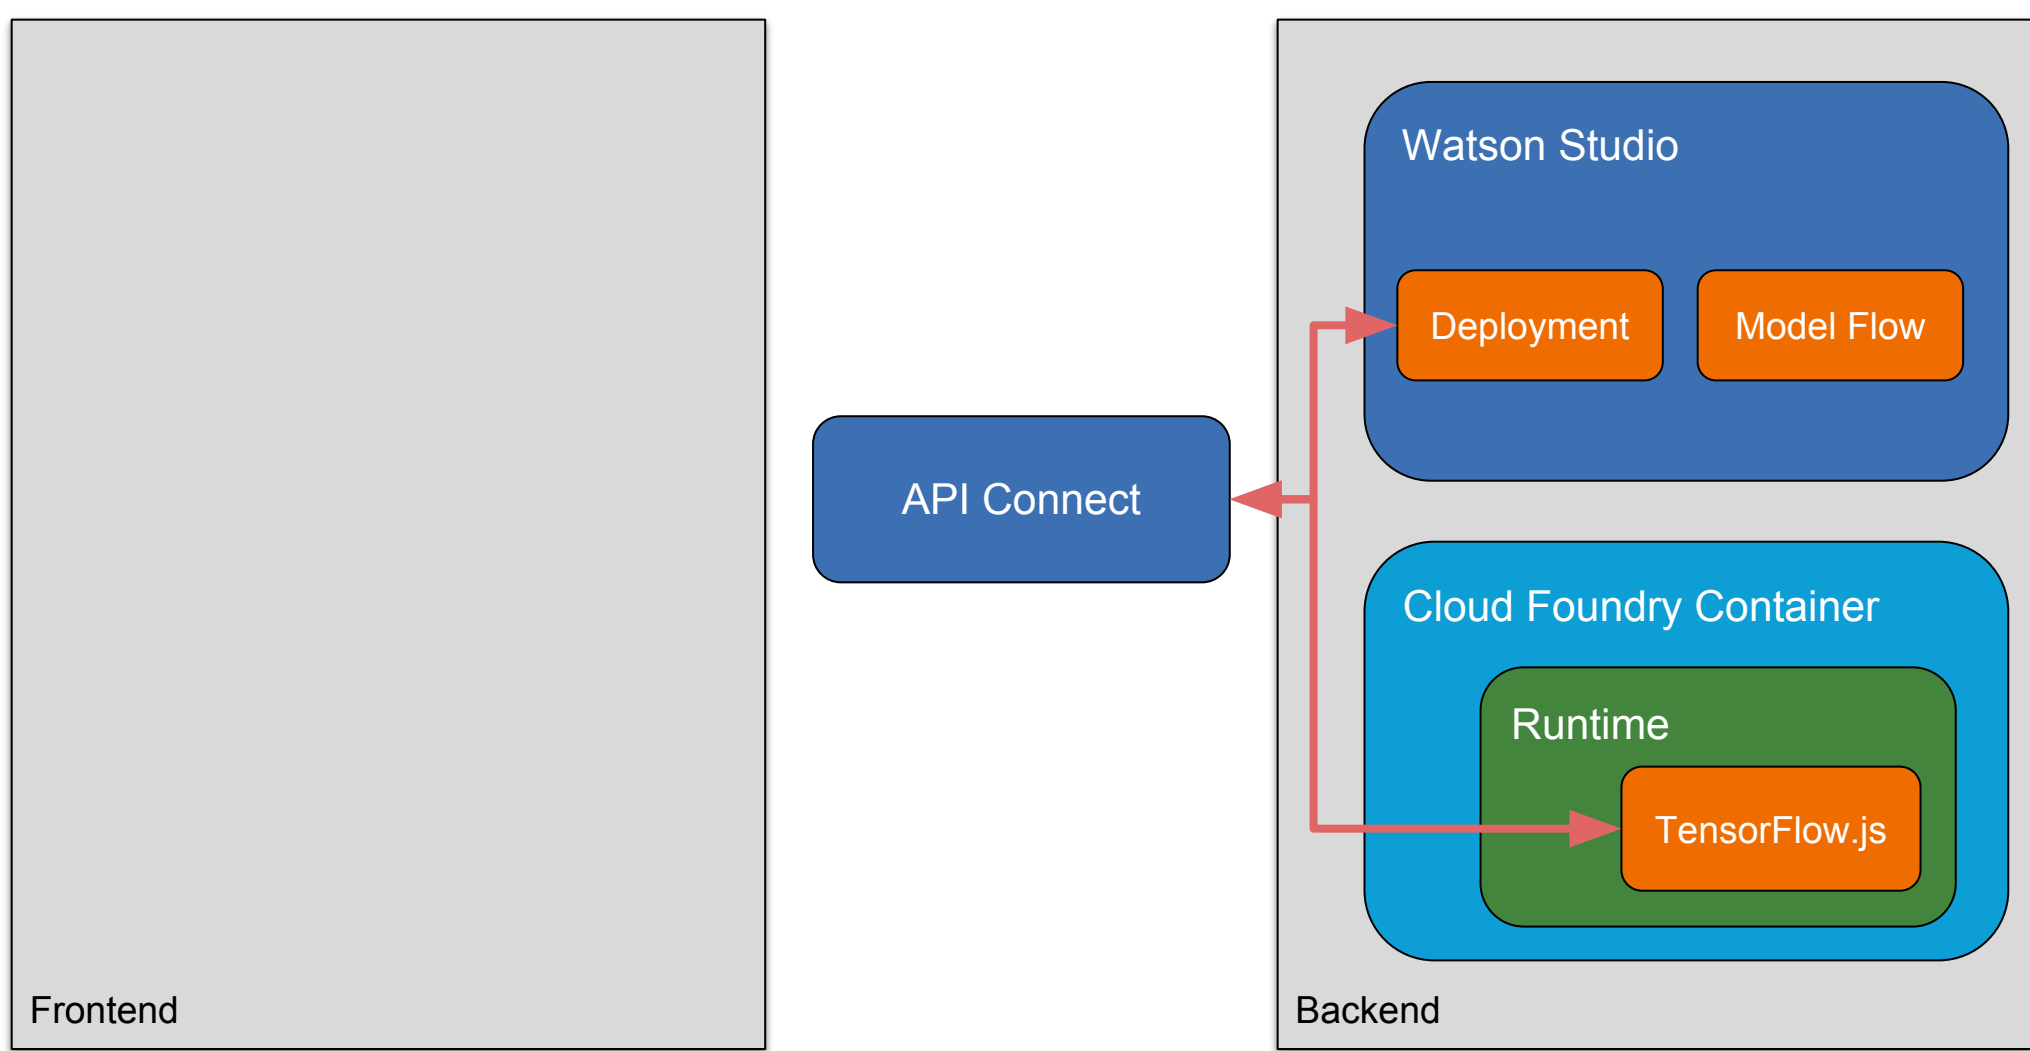 Watson Studio
Deployment
Model Flow
API Connect
Cloud Foundry Container
Runtime
TensorFlow.js
Frontend
Backend